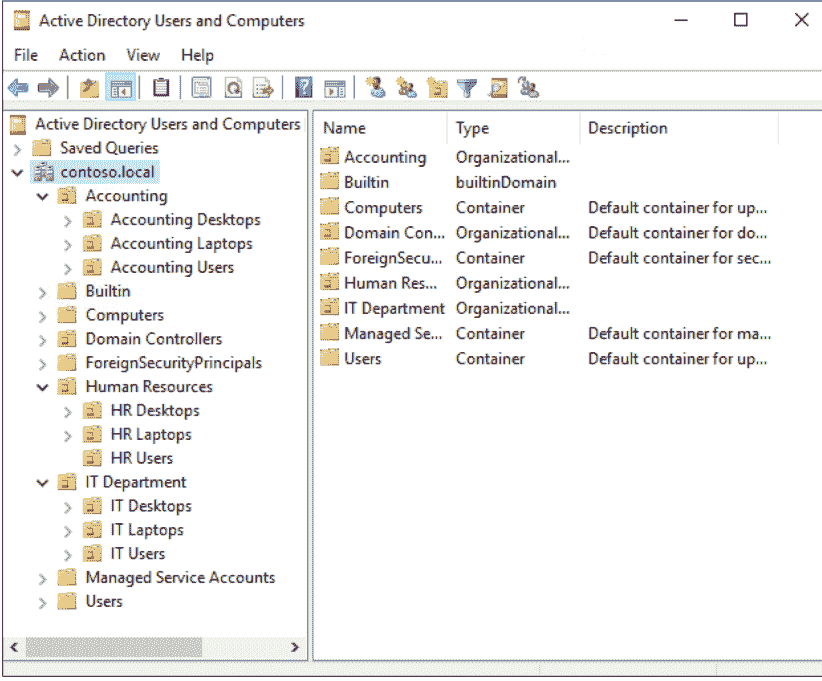 Active Directory Users and Computers
File Action View Help
Active Directory Users and Computers
Saved Queries
contoso.local
Accounting
Accounting Desktops
Accounting Laptops
Accounting Users
Builtin
Computers
Domain Controllers
ForeignSecurityPrincipals
Human Resources
HR Desktops
HR Laptops
HR Users
IT Department
IT Desktops
IT Laptops
IT Users
Managed Service Accounts
Users
Name Type Description
Accounting Organizational...
Builtin builtinDomain
Computers Container Default container for up...
Domain Con... Organizational... Default container for do...
ForeignSecu... Container Default container for sec...
Human Res... Organizational...
IT Department Organizational...
Managed Se... Container Default container for ma...
Users Container Default container for up...